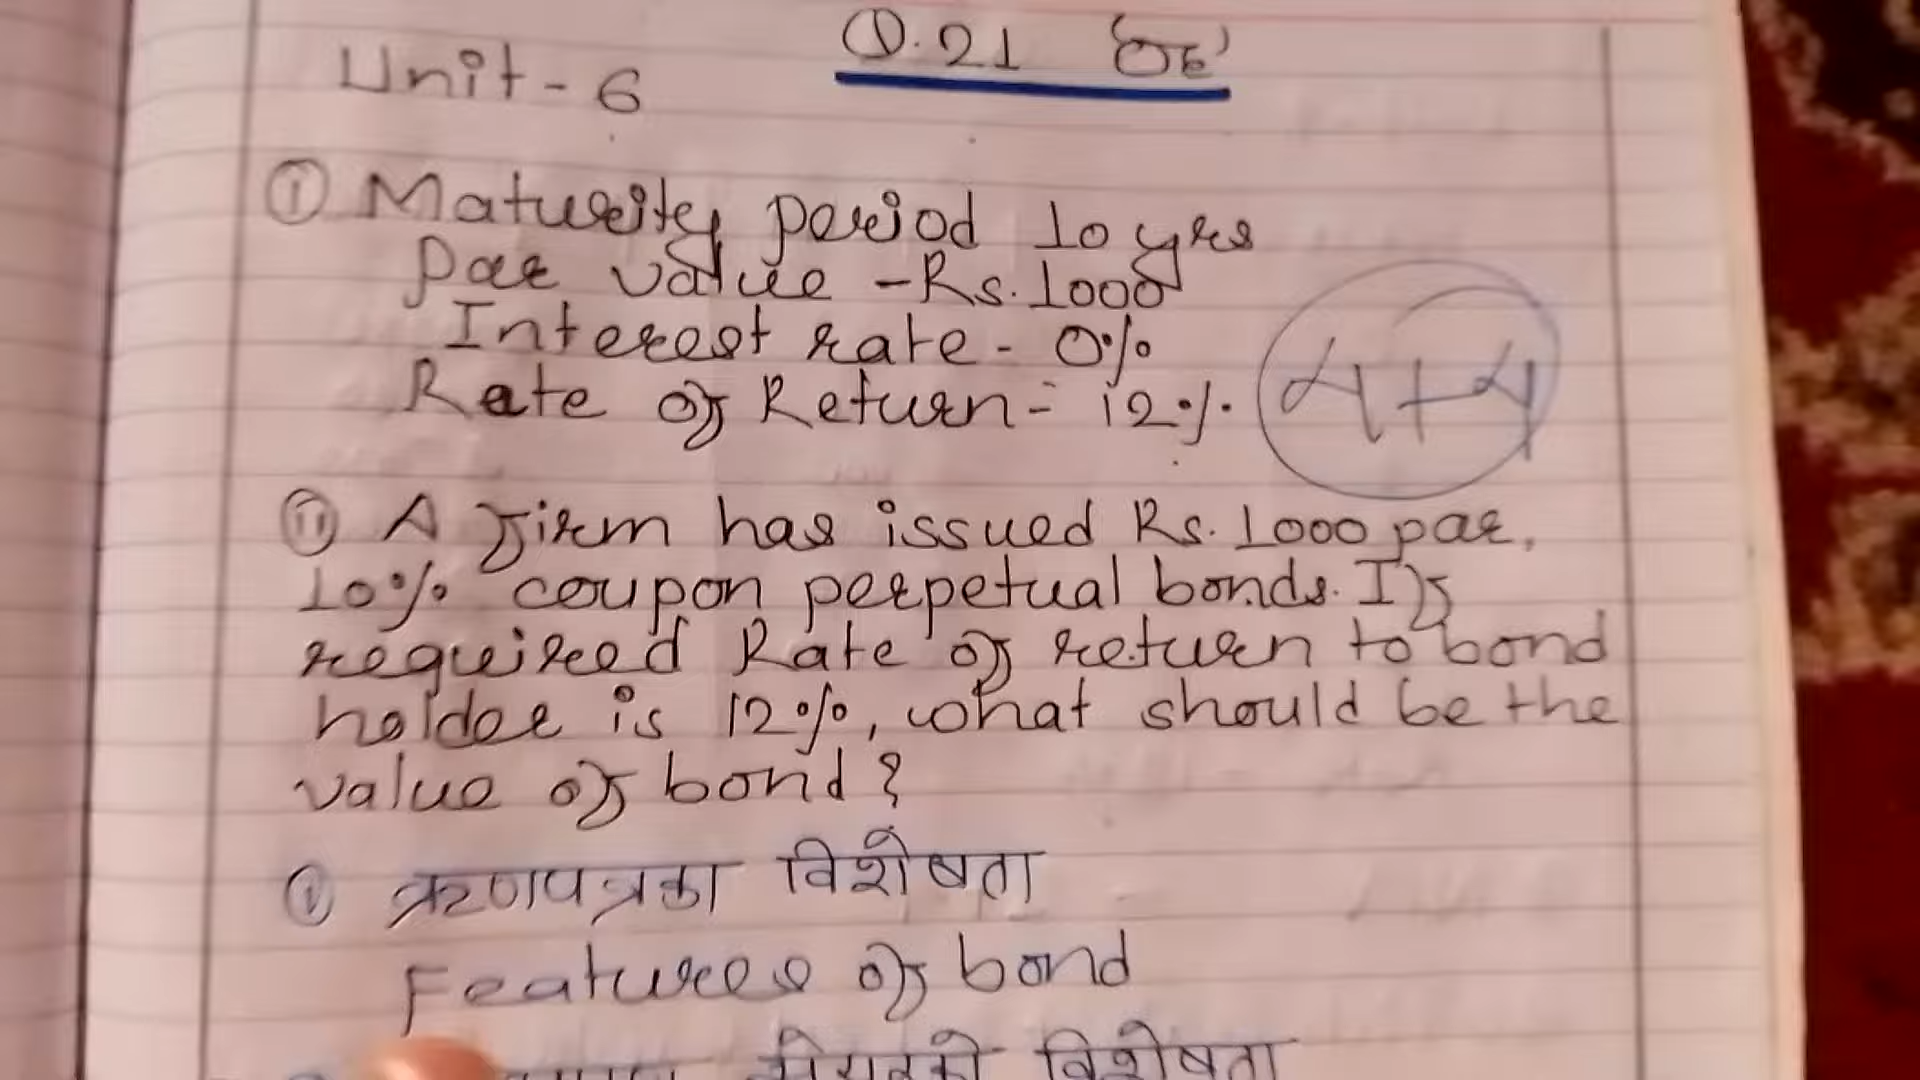 Unit - 6
Q.21
① Maturity period 10 yrs
Par value - Rs. 1000
Interest rate - 0%
Rate of Return = 12%.
4+4
⑪ A firm has issued Rs. 1000 par,
10% coupon perpetual bonds. If
required Rate of return to bond
holder is 12%, what should be the
value of bond?
① ऋणपत्रका विशेषता
Features of bond
विशेषता